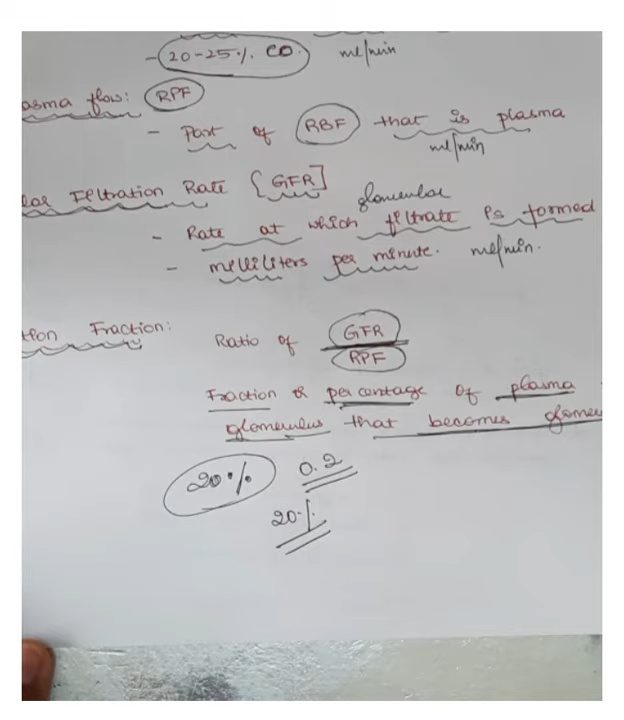 - 20-25% CO. ml/min
asma flow: RPF
- Part of RBF that is plasma
ml/min
lar Filtration Rate {GFR]
glomerular
- Rate at which filtrate is formed
- milliliters per minute. ml/min.
tion Fraction: Ratio of GFR
RPF
Fraction & percentage of plasma
glomerulus that becomes glomeu
20% 0.2
20%